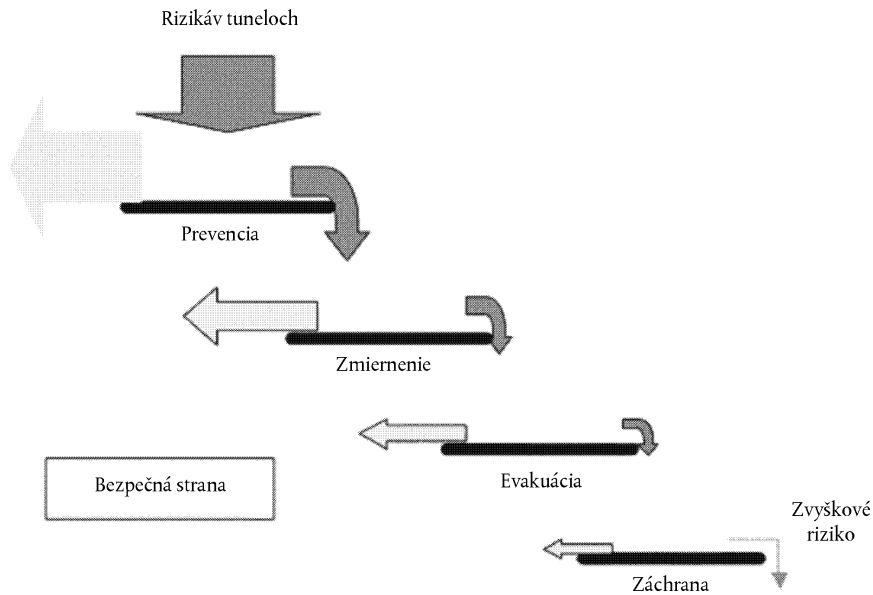 Rizikáv tuneloch
Prevencia
Zmiernenie
Evakuácia
Bezpečná strana
Zvyškové
riziko
Záchrana